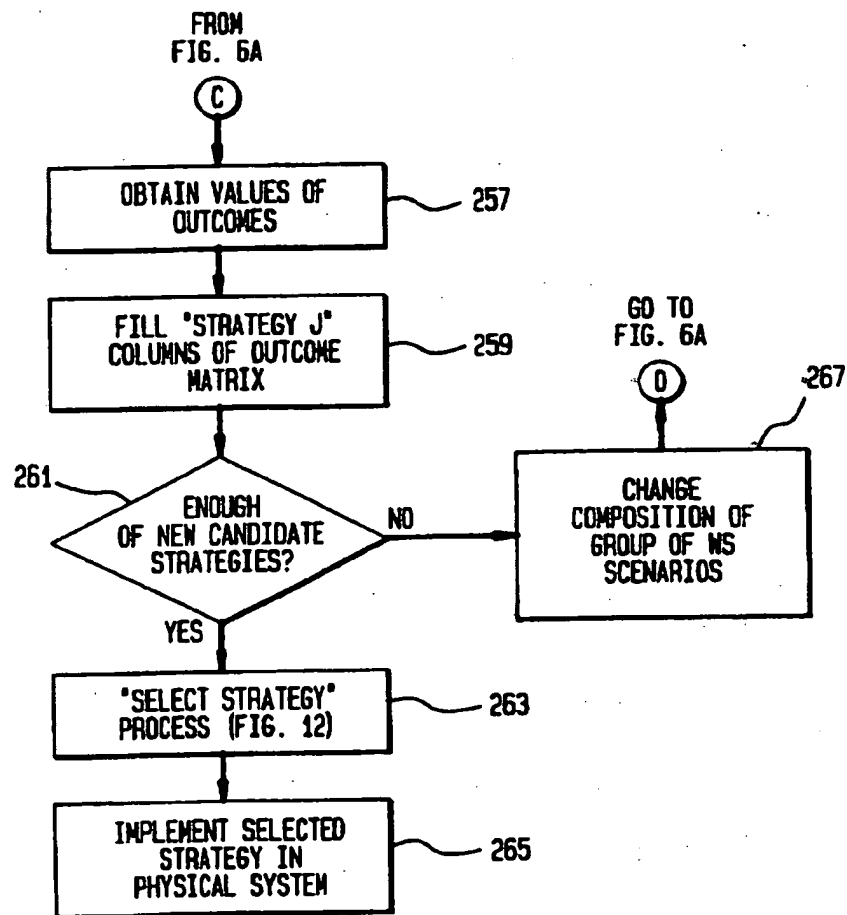 FROM
FIG. 6A
C
OBTAIN VALUES OF
OUTCOMES
257
FILL "STRATEGY J"
COLUMNS OF OUTCOME
MATRIX
259
GO TO
FIG. 6A
D
267
261
ENOUGH
OF NEW CANDIDATE
STRATEGIES?
NO
CHANGE
COMPOSITION OF
GROUP OF WS
SCENARIOS
YES
"SELECT STRATEGY"
PROCESS (FIG. 12)
263
IMPLEMENT SELECTED
STRATEGY IN
PHYSICAL SYSTEM
265